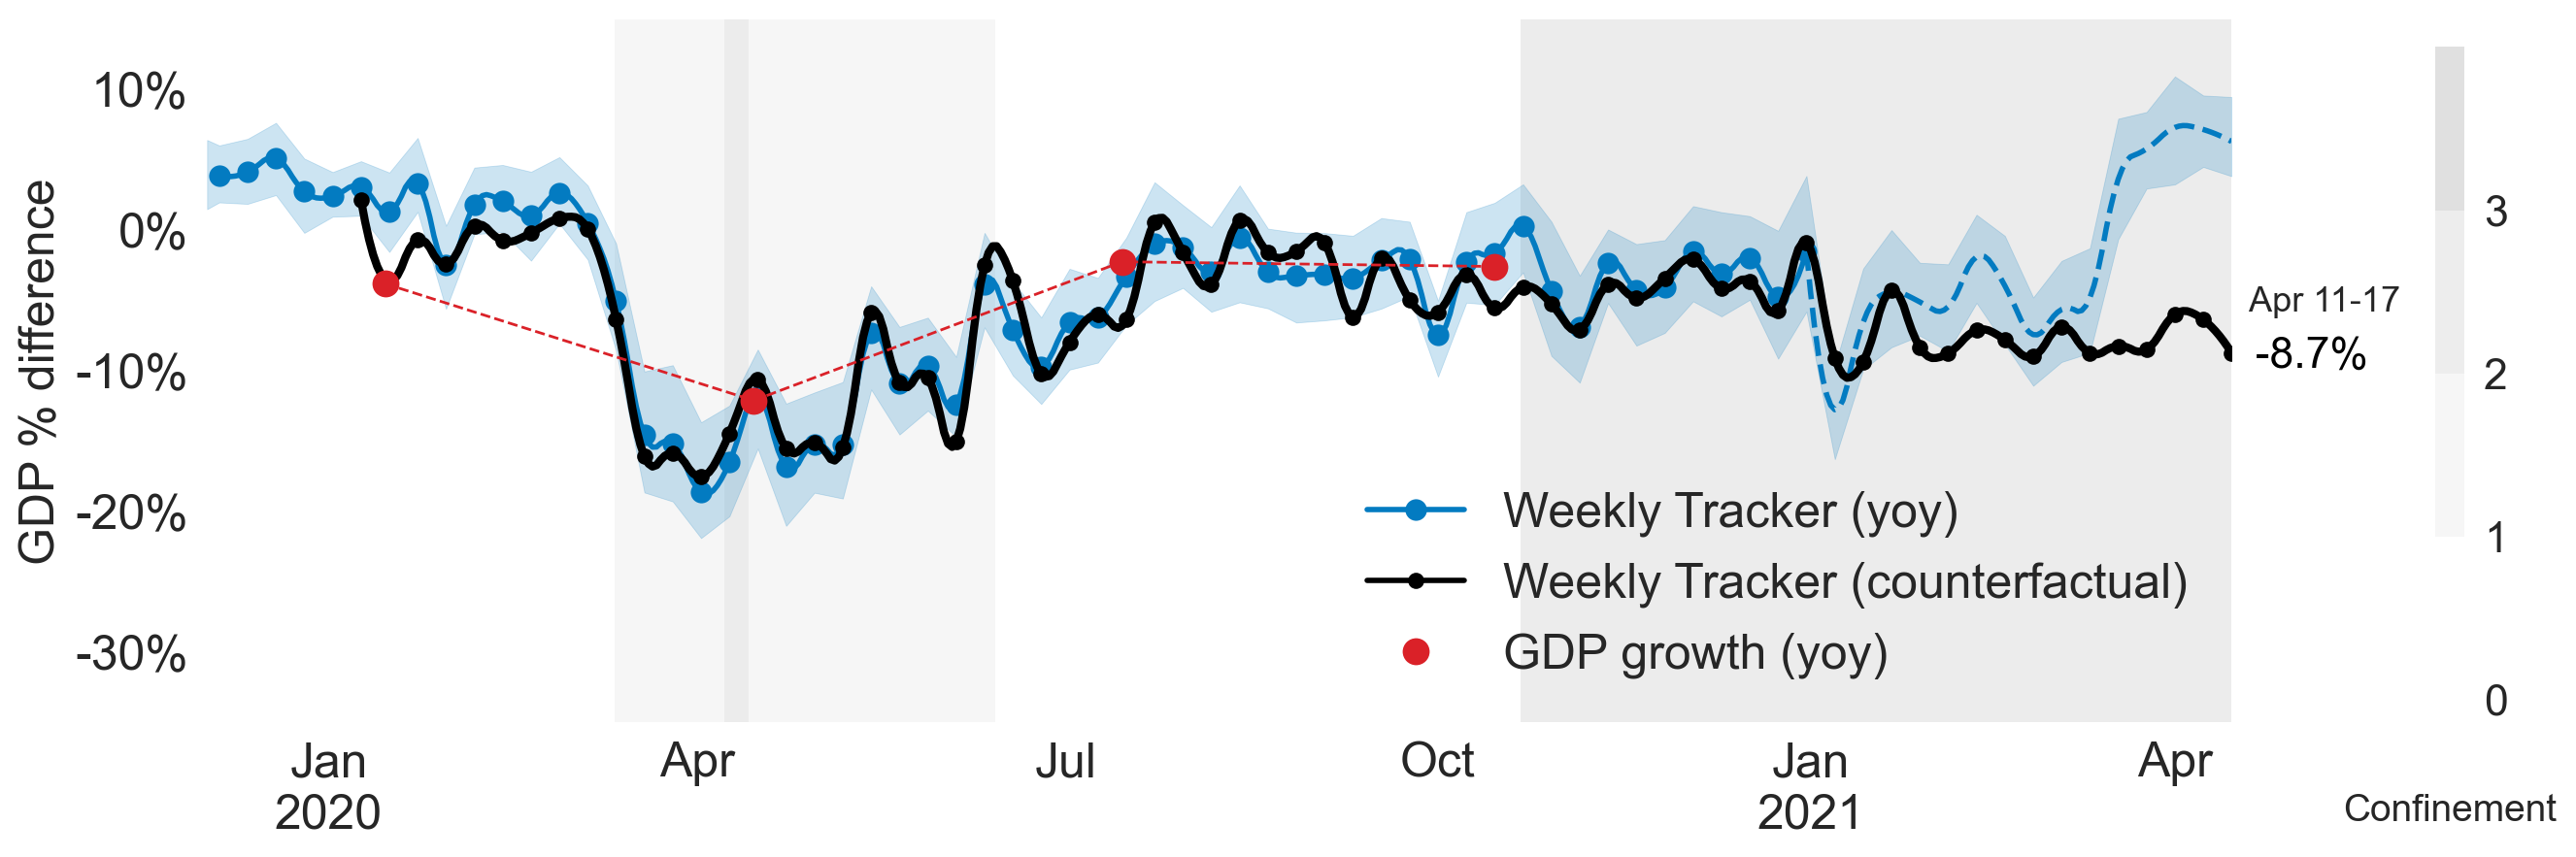 GDP % difference
10%
0%
-10%
-20%
-30%
Jan
2020
Apr
Jul
Oct
Jan
2021
Apr
Weekly Tracker (yoy)
Weekly Tracker (counterfactual)
GDP growth (yoy)
Apr 11-17
-8.7%
3
2
1
0
Confinement